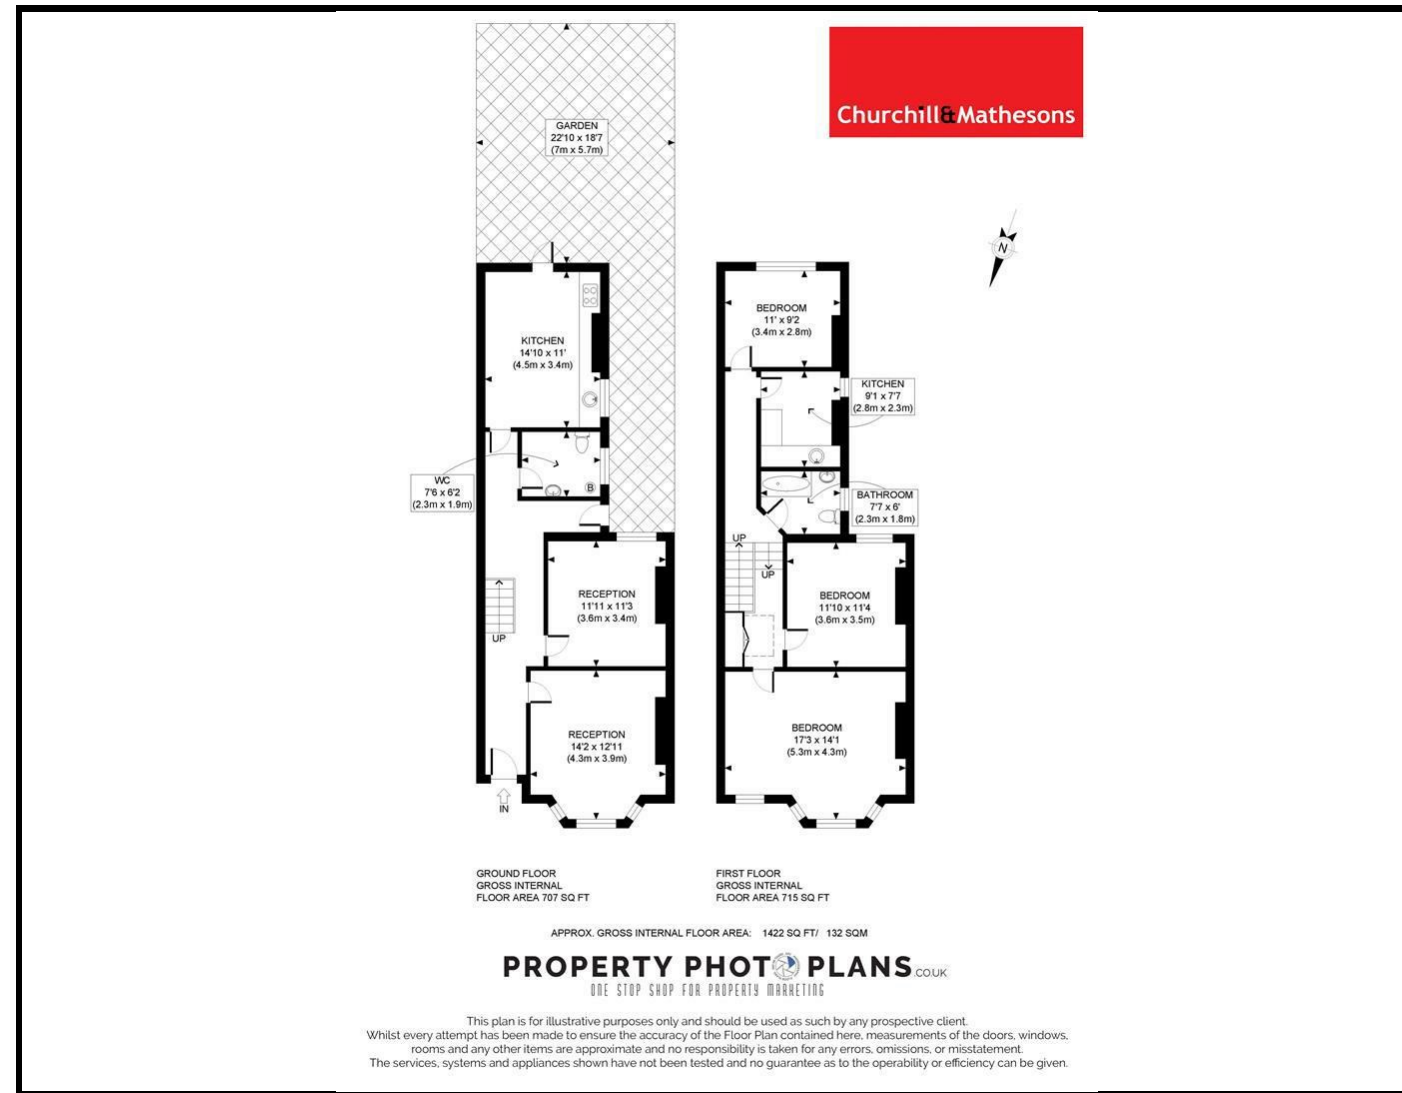 Churchill&Mathesons
GARDEN
22'10 x 18'7
(7m x 5.7m)
N
KITCHEN
14'10 x 11'
(4.5m x 3.4m)
BEDROOM
11' x 9'2
(3.4m x 2.8m)
KITCHEN
9'1 x 7'7
(2.8m x 2.3m)
WC
7'6 x 6'2
(2.3m x 1.9m)
B
BATHROOM
7'7 x 6'
(2.3m x 1.8m)
UP
UP
UP
RECEPTION
11'11 x 11'3
(3.6m x 3.4m)
BEDROOM
11'10 x 11'4
(3.6m x 3.5m)
RECEPTION
14'2 x 12'11
(4.3m x 3.9m)
BEDROOM
17'3 x 14'1
(5.3m x 4.3m)
IN
GROUND FLOOR
GROSS INTERNAL
FLOOR AREA 707 SQ FT
FIRST FLOOR
GROSS INTERNAL
FLOOR AREA 715 SQ FT
APPROX. GROSS INTERNAL FLOOR AREA: 1422 SQ FT/ 132 SQM
PROPERTY PHOTO PLANS.CO.UK
ONE STOP SHOP FOR PROPERTY MARKETING
This plan is for illustrative purposes only and should be used as such by any prospective client.
Whilst every attempt has been made to ensure the accuracy of the Floor Plan contained here, measurements of the doors, windows,
rooms and any other items are approximate and no responsibility is taken for any errors, omissions, or misstatement.
The services, systems and appliances shown have not been tested and no guarantee as to the operability or efficiency can be given.